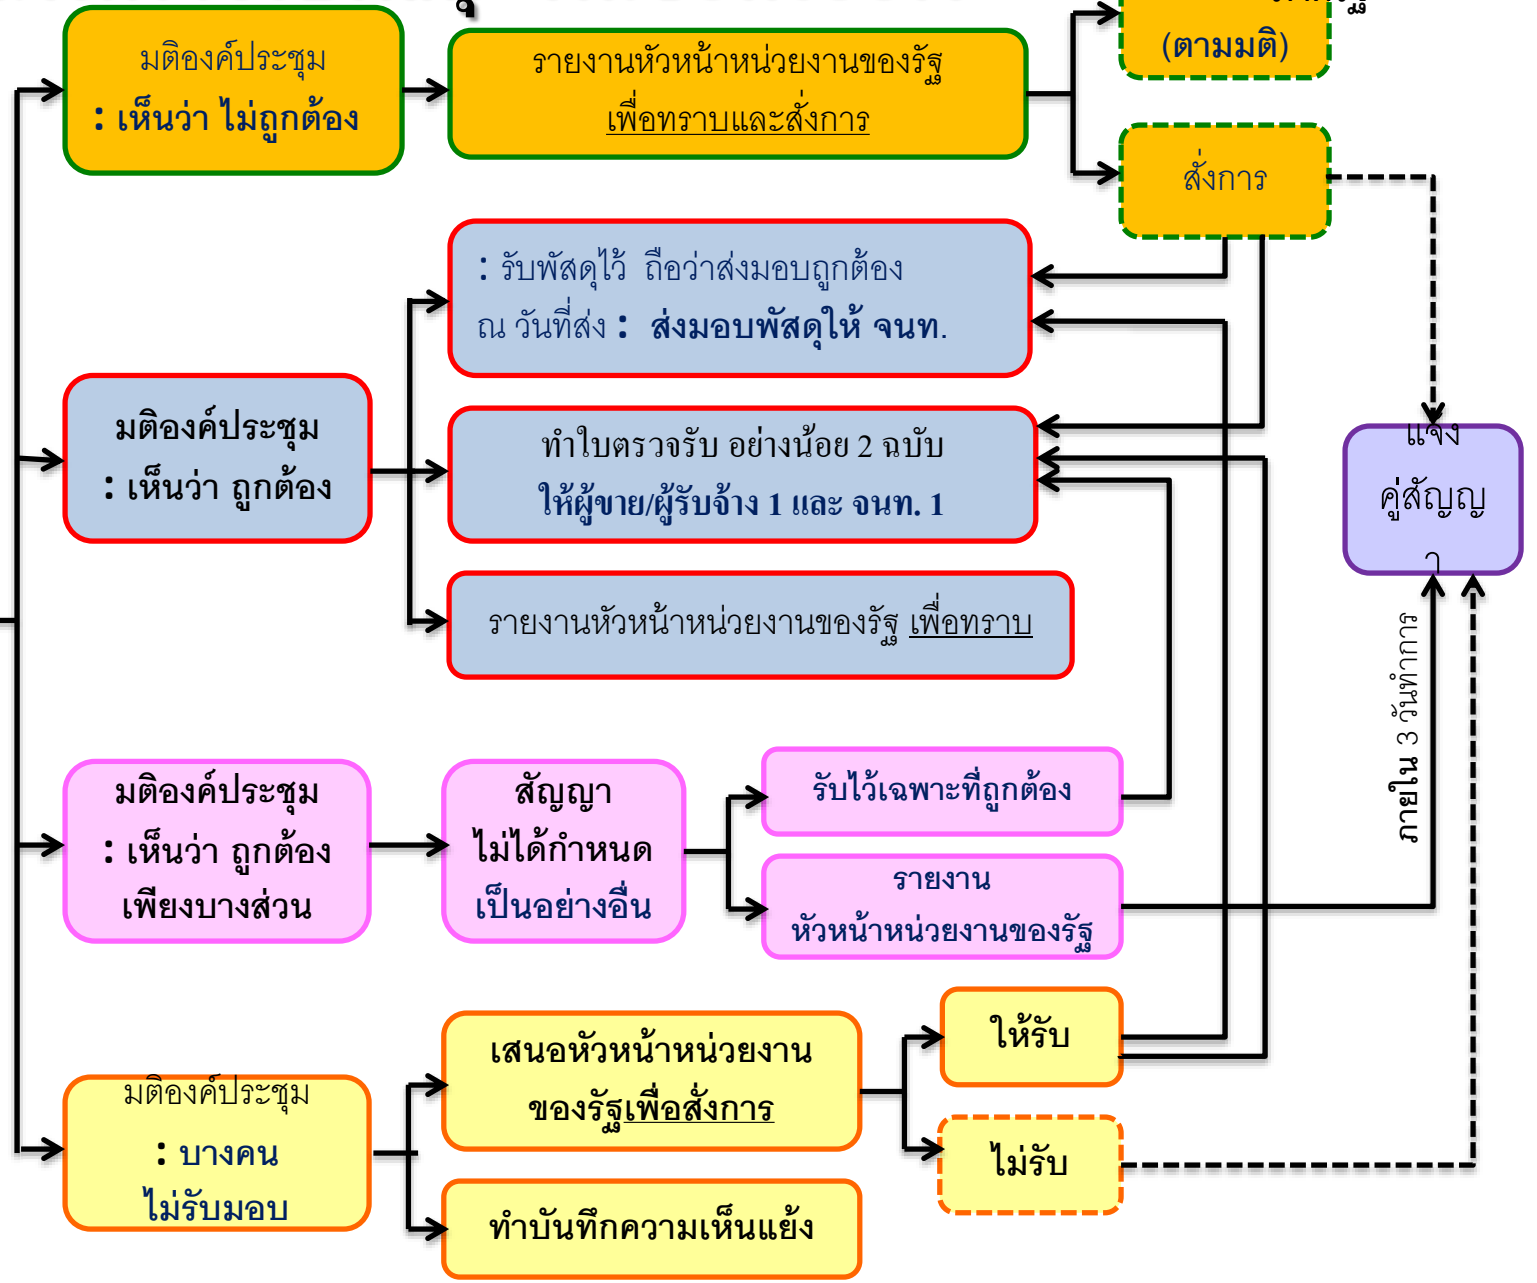 (ตามมติ)
มติองค์ประชุม
: เห็นว่า ไม่ถูกต้อง
รายงานหัวหน้าหน่วยงานของรัฐ
เพื่อทราบและสั่งการ
สั่งการ
: รับพัสดุไว้ ถือว่าส่งมอบถูกต้อง
ณ วันที่ส่ง : ส่งมอบพัสดุให้ จนท.
มติองค์ประชุม
: เห็นว่า ถูกต้อง
ทำใบตรวจรับ อย่างน้อย 2 ฉบับ
ให้ผู้ขาย/ผู้รับจ้าง 1 และ จนท. 1
แจ้ง
คู่สัญญ
า
รายงานหัวหน้าหน่วยงานของรัฐ เพื่อทราบ
ภายใน 3 วันทำการ
มติองค์ประชุม
: เห็นว่า ถูกต้อง
เพียงบางส่วน
สัญญา
ไม่ได้กำหนด
เป็นอย่างอื่น
รับไว้เฉพาะที่ถูกต้อง
รายงาน
หัวหน้าหน่วยงานของรัฐ
มติองค์ประชุม
: บางคน
ไม่รับมอบ
เสนอหัวหน้าหน่วยงาน
ของรัฐเพื่อสั่งการ
ให้รับ
ไม่รับ
ทำบันทึกความเห็นแย้ง